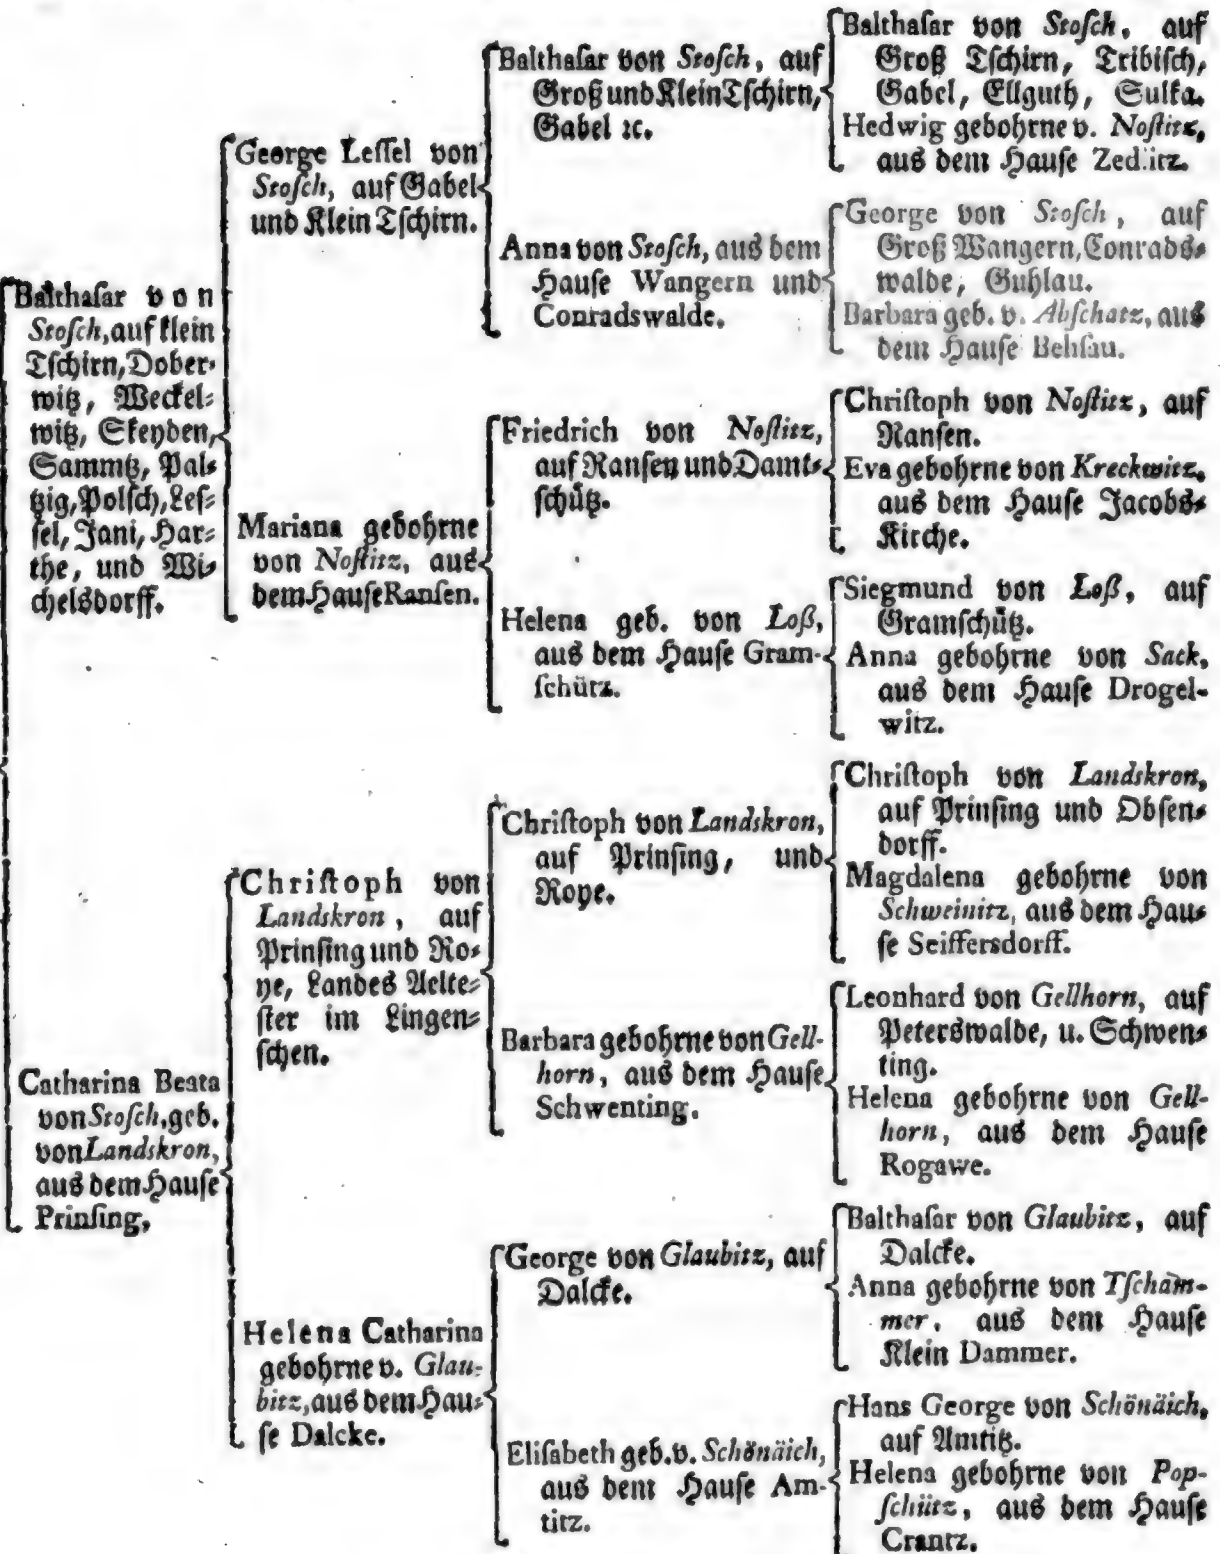 Balthaſar von
Stoſch, auf klein
Tſchirn, Dober-
witz, Weckel-
witz, Skeyden,
Sammtz, Pal-
tzig, Polſch, Leſ-
ſel, Jani, Har-
the, und Wi-
chelsdorff.
Catharina Beata
von Stoſch, geb.
von Landskron,
aus dem Hauſe
Prinſing,
George Leſſel von
Stoſch, auf Gabel
und Klein Tſchirn.
Mariana gebohrne
von Noſtitz, aus
dem Hauſe Ranſen.
Chriſtoph von
Landskron, auf
Prinſing und Ro-
ye, Landes Aelte-
ſter im Lingen-
ſchen.
Helena Catharina
gebohrne v. Glau-
bitz, aus dem Hau-
ſe Dalcke.
Balthaſar von Stoſch, auf
Groß und Klein Tſchirn,
Gabel ꝛc.
Anna von Stoſch, aus dem
Hauſe Wangern und
Conradswalde.
Friedrich von Noſtitz,
auf Ranſen und Damt-
ſchütz.
Helena geb. von Loß,
aus dem Hauſe Gram-
ſchütz.
Chriſtoph von Landskron,
auf Prinſing, und
Roye.
Barbara gebohrne von Gell-
horn, aus dem Hauſe
Schwenting.
George von Glaubitz, auf
Dalcke.
Eliſabeth geb. v. Schönäich,
aus dem Hauſe Am-
titz.
Balthaſar von Stoſch, auf
Groß Tſchirn, Tribiſch,
Gabel, Ellguth, Sulka.
Hedwig gebohrne v. Noſtitz,
aus dem Hauſe Zedlitz.
George von Stoſch, auf
Groß Wangern, Conrads-
walde, Guhlau.
Barbara geb. v. Abſchatz, aus
dem Hauſe Behſau.
Chriſtoph von Noſtitz, auf
Ranſen.
Eva gebohrne von Kreckwitz,
aus dem Hauſe Jacobs-
Kirche.
Siegmund von Loß, auf
Gramſchütz.
Anna gebohrne von Sack,
aus dem Hauſe Drogel-
witz.
Chriſtoph von Landskron,
auf Prinſing und Obſen-
dorff.
Magdalena gebohrne von
Schweinitz, aus dem Hau-
ſe Seiffersdorff.
Leonhard von Gellhorn, auf
Peterswalde, u. Schwen-
ting.
Helena gebohrne von Gell-
horn, aus dem Hauſe
Rogawe.
Balthaſar von Glaubitz, auf
Dalcke.
Anna gebohrne von Tſcham-
mer, aus dem Hauſe
Klein Dammer.
Hans George von Schönäich,
auf Amtitz.
Helena gebohrne von Pop-
ſchütz, aus dem Hauſe
Crantz.